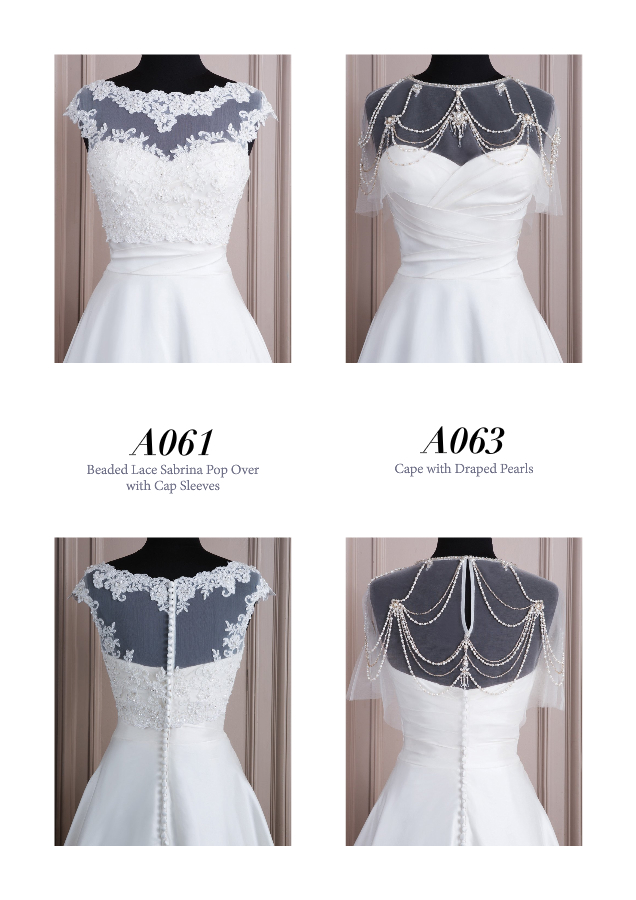 A061
Beaded Lace Sabrina Pop Over
with Cap Sleeves
A063
Cape with Draped Pearls